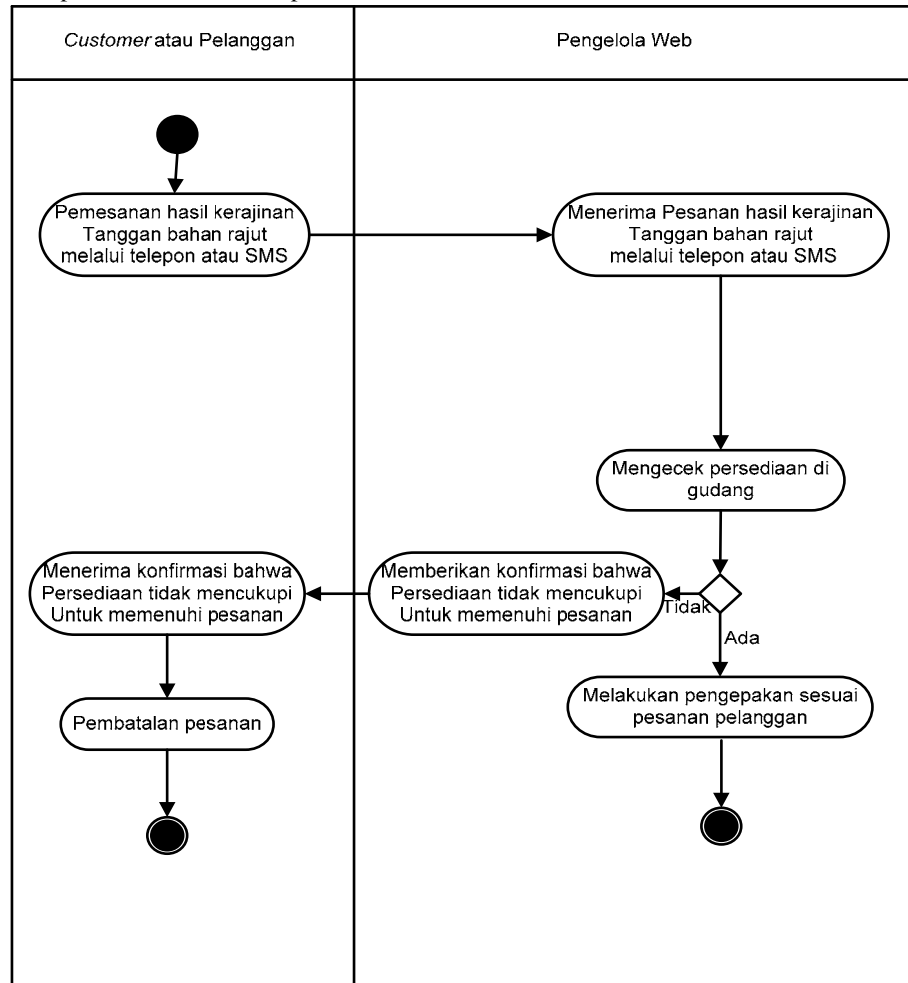 Customer atau Pelanggan
Pengelola Web
Pemesanan hasil kerajinan
Tanggan bahan rajut
melalui telepon atau SMS
Menerima Pesanan hasil kerajinan
Tanggan bahan rajut
melalui telepon atau SMS
Mengecek persediaan di
gudang
Tidak
Ada
Memberikan konfirmasi bahwa
Persediaan tidak mencukupi
Untuk memenuhi pesanan
Menerima konfirmasi bahwa
Persediaan tidak mencukupi
Untuk memenuhi pesanan
Melakukan pengepakan sesuai
pesanan pelanggan
Pembatalan pesanan